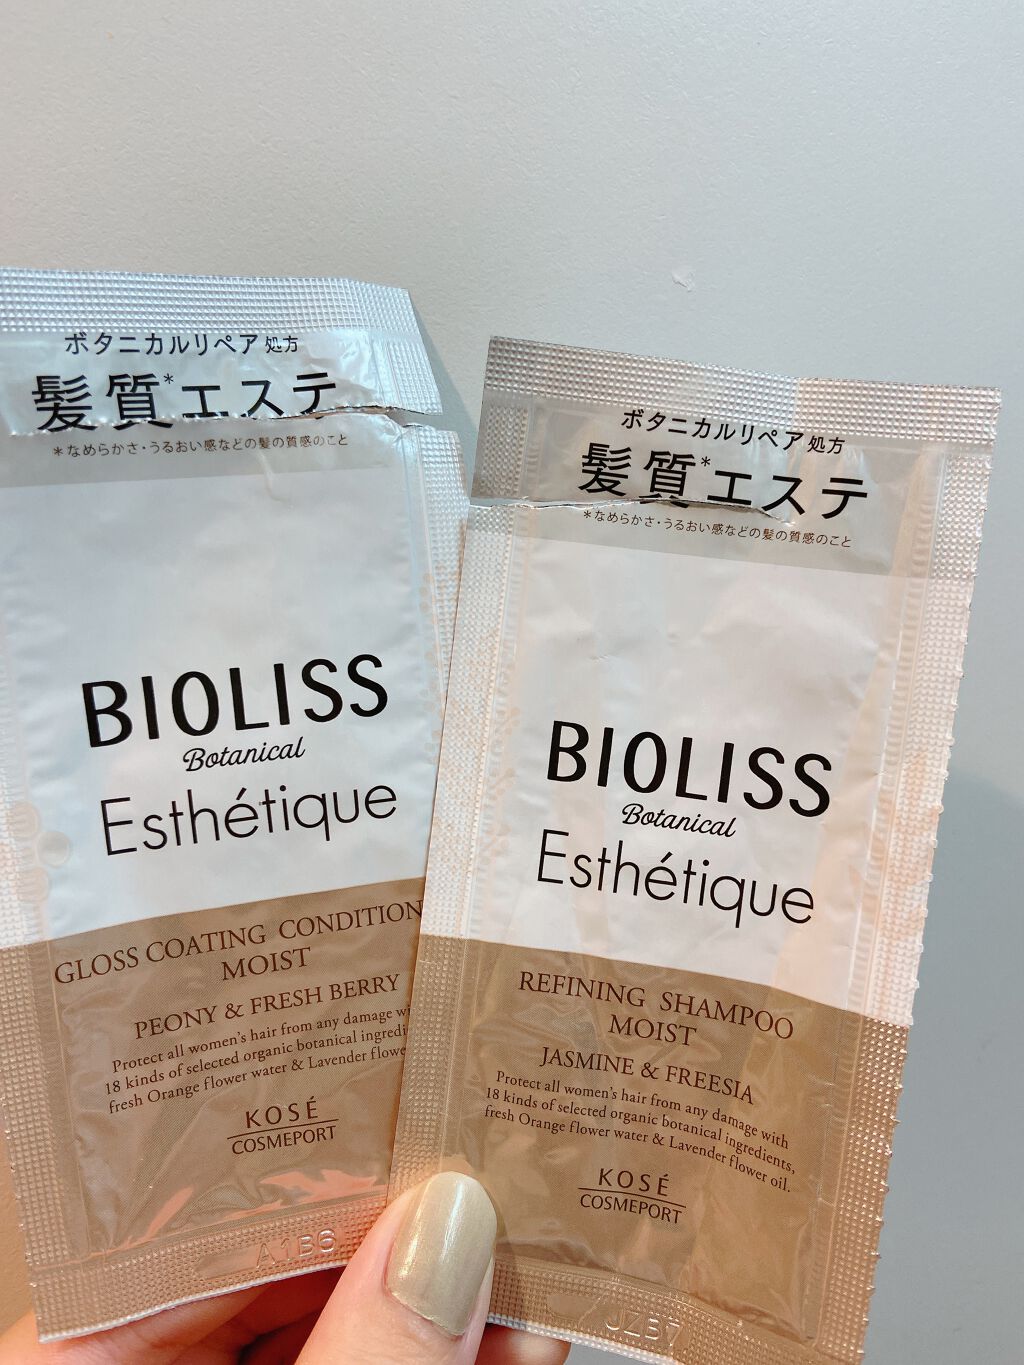 ボタニカルリペア処方
髪質*エステ
*なめらかさ・うるおい感などの髪の質感のこと
BIOLISS
Botanical
Esthétique
GLOSS COATING CONDITION
MOIST
PEONY & FRESH BERRY
Protect all women's hair from any damage
18 kinds of selected organic botanical
fresh Orange flower water & Lavender
KOSÉ
COSMEPORT
A1B6
ボタニカルリペア処方
髪質*エステ
*なめらかさ・うるおい感などの髪の質感のこと
BIOLISS
Botanical
Esthétique
REFINING SHAMPOO
MOIST
JASMINE & FREESIA
Protect all women's hair from any damage with
18 kinds of selected organic botanical ingredients,
fresh Orange flower water & Lavender flower oil.
KOSÉ
COSMEPORT
JZB7